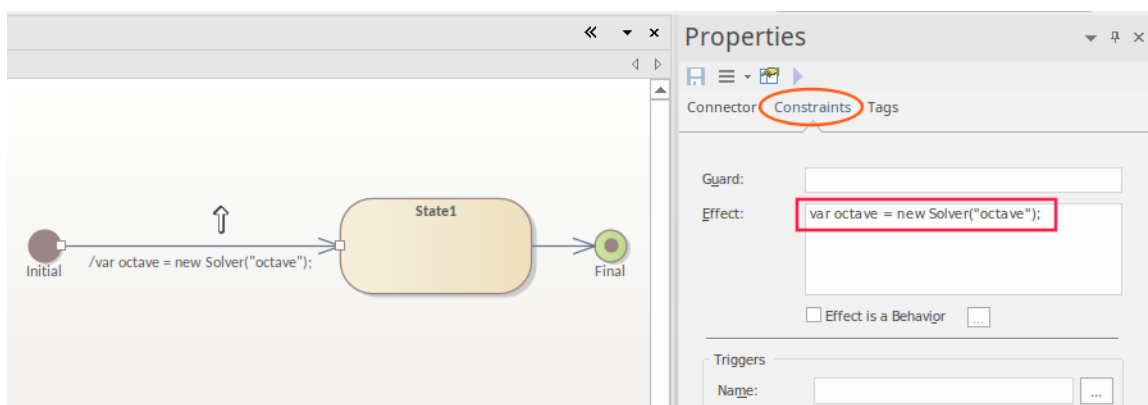 Properties
Connector Constraints Tags
Guard:
Effect: var octave = new Solver("octave");
Effect is a Behavior ...
Triggers
Name: ...
State1
Initial
/var octave = new Solver("octave");
Final